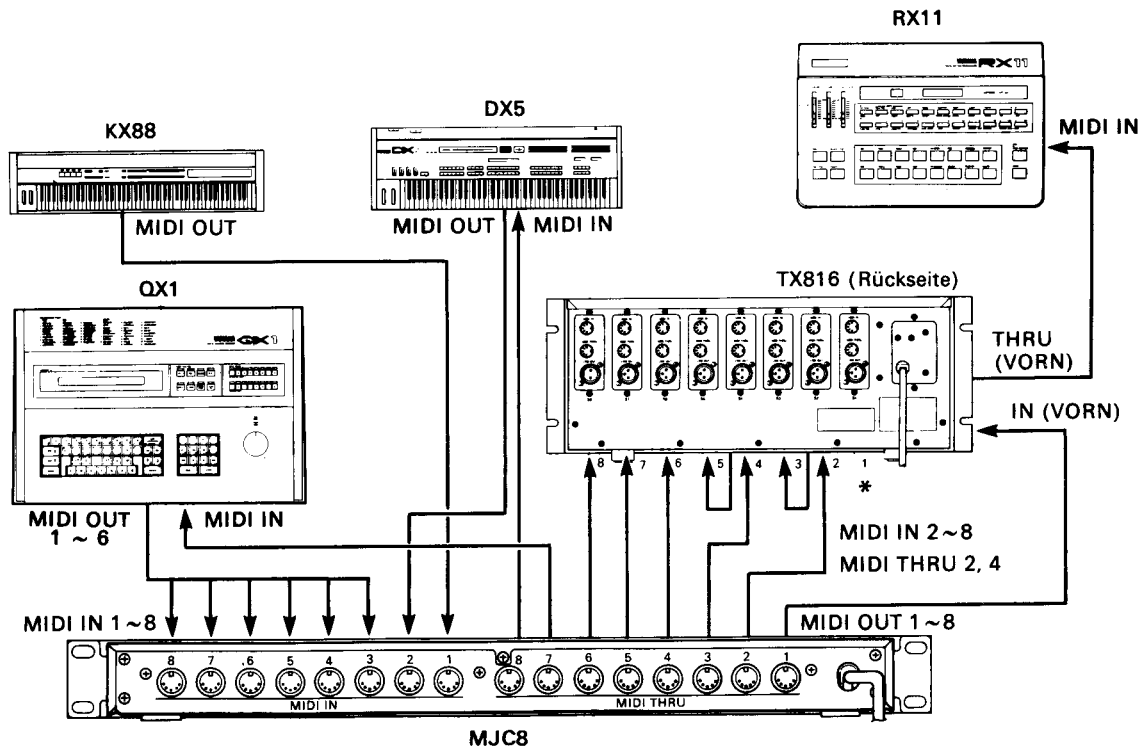 RX11
YAMAHA RX11
MIDI IN
DX5
KX88
MIDI OUT
MIDI OUT
MIDI IN
QX1
QX1
TX816 (Rückseite)
THRU
(VORN)
IN (VORN)
8 7 6 5 4 3 2 1
*
MIDI OUT
1 ~ 6
MIDI IN
MIDI IN 2~8
MIDI THRU 2, 4
MIDI IN 1~8
MIDI OUT 1~8
8 7 .6 5 4 3 2 1
8 7 6 5 4 3 2 1
MIDI IN
MIDI THRU
MJC8